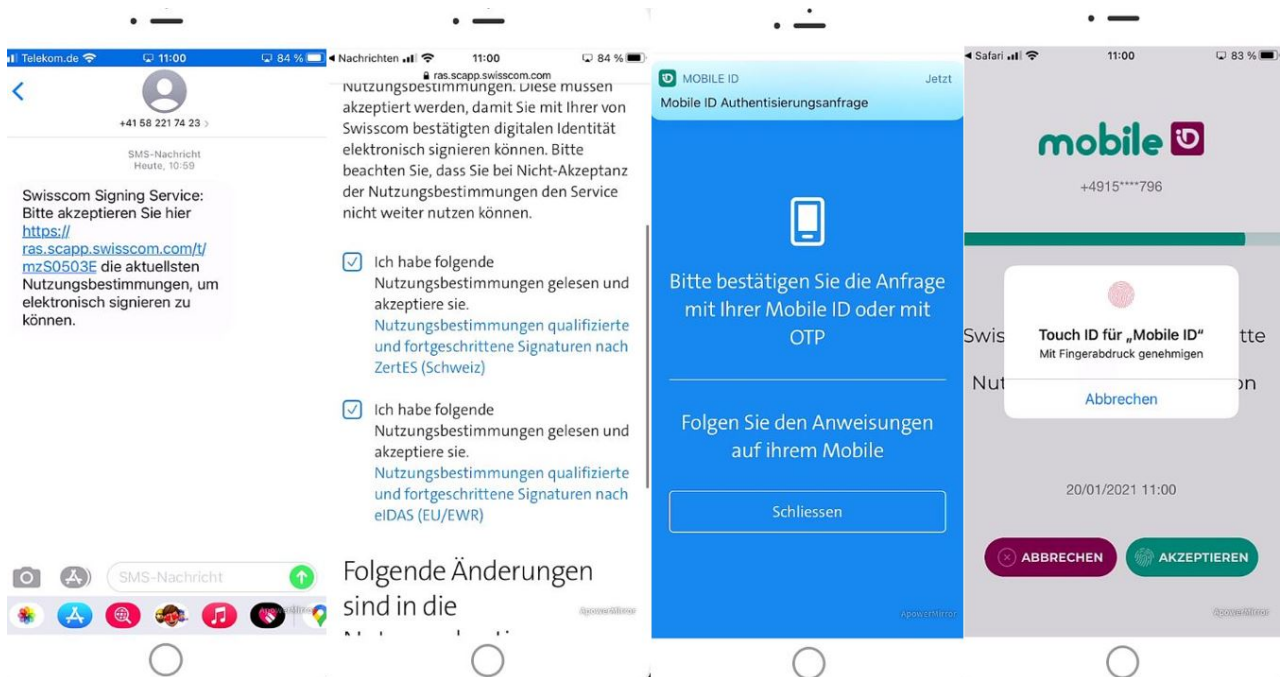 Telekom.de 11:00 84 %
+41 58 221 74 23 >
SMS-Nachricht
Heute, 10:59
Swisscom Signing Service:
Bitte akzeptieren Sie hier
https://
ras.scapp.swisscom.com/t/
mzS0503E die aktuellsten
Nutzungsbestimmungen, um
elektronisch signieren zu
können.
SMS-Nachricht
Nachrichten 11:00 84 %
ras.scapp.swisscom.com
Nutzungsbestimmungen. Diese müssen
akzeptiert werden, damit Sie mit Ihrer von
Swisscom bestätigten digitalen Identität
elektronisch signieren können. Bitte
beachten Sie, dass Sie bei Nicht-Akzeptanz
der Nutzungsbestimmungen den Service
nicht weiter nutzen können.
Ich habe folgende
Nutzungsbestimmungen gelesen und
akzeptiere sie.
Nutzungsbestimmungen qualifizierte
und fortgeschrittene Signaturen nach
ZertES (Schweiz)
Ich habe folgende
Nutzungsbestimmungen gelesen und
akzeptiere sie.
Nutzungsbestimmungen qualifizierte
und fortgeschrittene Signaturen nach
eIDAS (EU/EWR)
Folgende Änderungen
sind in die
ApowerMirror
MOBILE ID Jetzt
Mobile ID Authentisierungsanfrage
Bitte bestätigen Sie die Anfrage
mit Ihrer Mobile ID oder mit
OTP
Folgen Sie den Anweisungen
auf ihrem Mobile
Schliessen
ApowerMirror
Safari 11:00 83 %
mobile ID
+4915****796
Swis tte
Touch ID für „Mobile ID“
Mit Fingerabdruck genehmigen
Nut on
Abbrechen
20/01/2021 11:00
ABBRECHEN AKZEPTIEREN
ApowerMirror